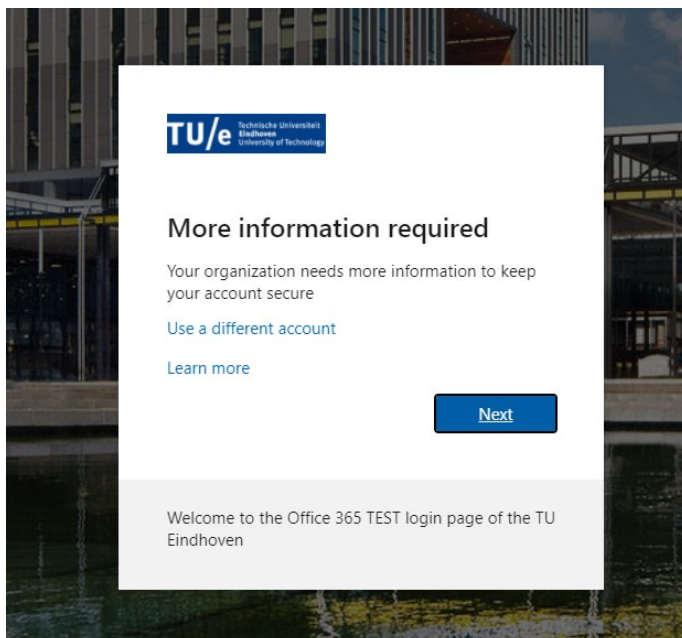 TU/e Technische Universiteit
Eindhoven
University of Technology
More information required
Your organization needs more information to keep
your account secure
Use a different account
Learn more
Next
Welcome to the Office 365 TEST login page of the TU
Eindhoven